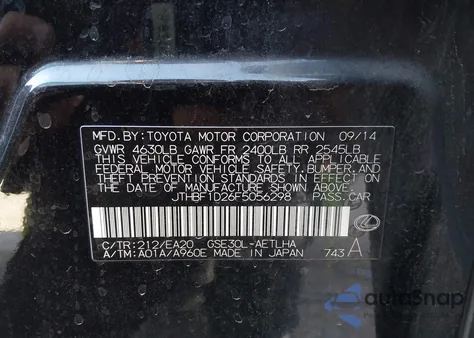 MFD.BY:TOYOTA MOTOR CORPORATION 09/14
GVWR 4630LB GAWR FR 2400LB RR 2545LB
THIS VEHICLE CONFORMS TO ALL APPLICABLE
FEDERAL MOTOR VEHICLE SAFETY, BUMPER,
AND THEFT PREVENTION STANDARDS IN EFFECT
ON THE DATE OF MANUFACTURE SHOWN ABOVE.
JTHBF1D26F5056298 PASS.CAR
C/TR:212/EA20 GSE30L-AETLHA
A/TM:A01A/A960E MADE IN JAPAN 743 A
autoSnap